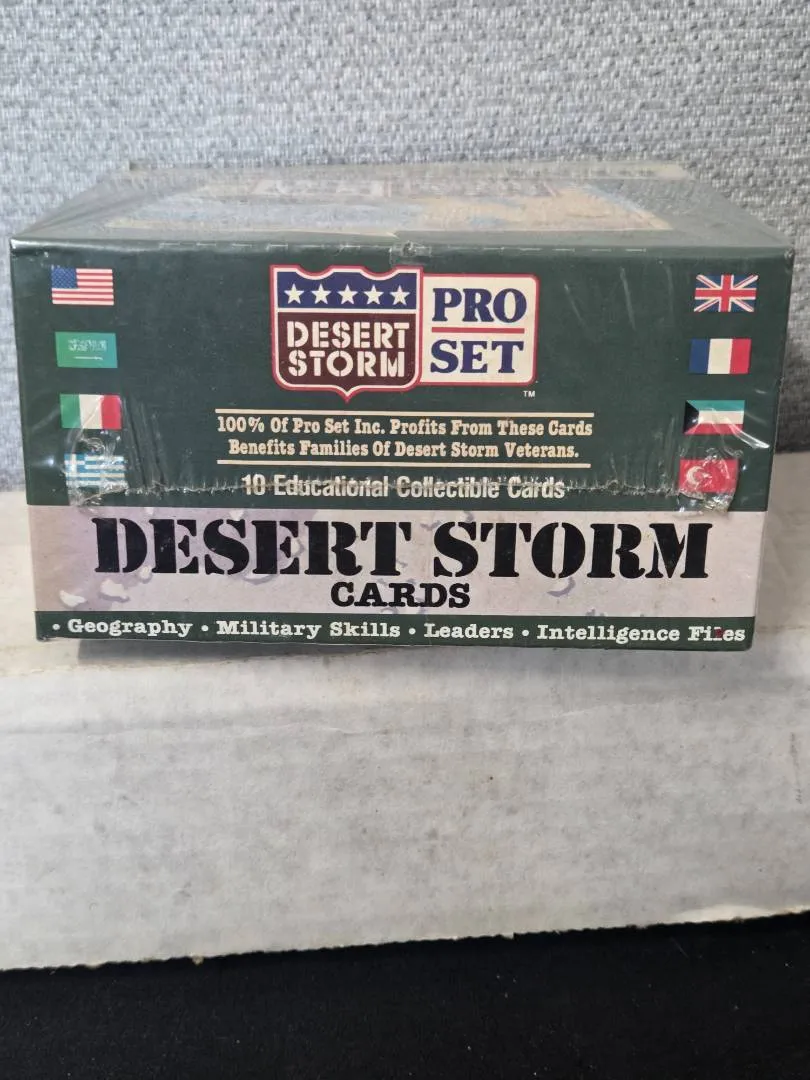 DESERT
STORM
PRO
SET
TM
100% Of Pro Set Inc. Profits From These Cards
Benefits Families Of Desert Storm Veterans.
10 Educational Collectible Cards
DESERT STORM
CARDS
• Geography • Military Skills • Leaders • Intelligence Files